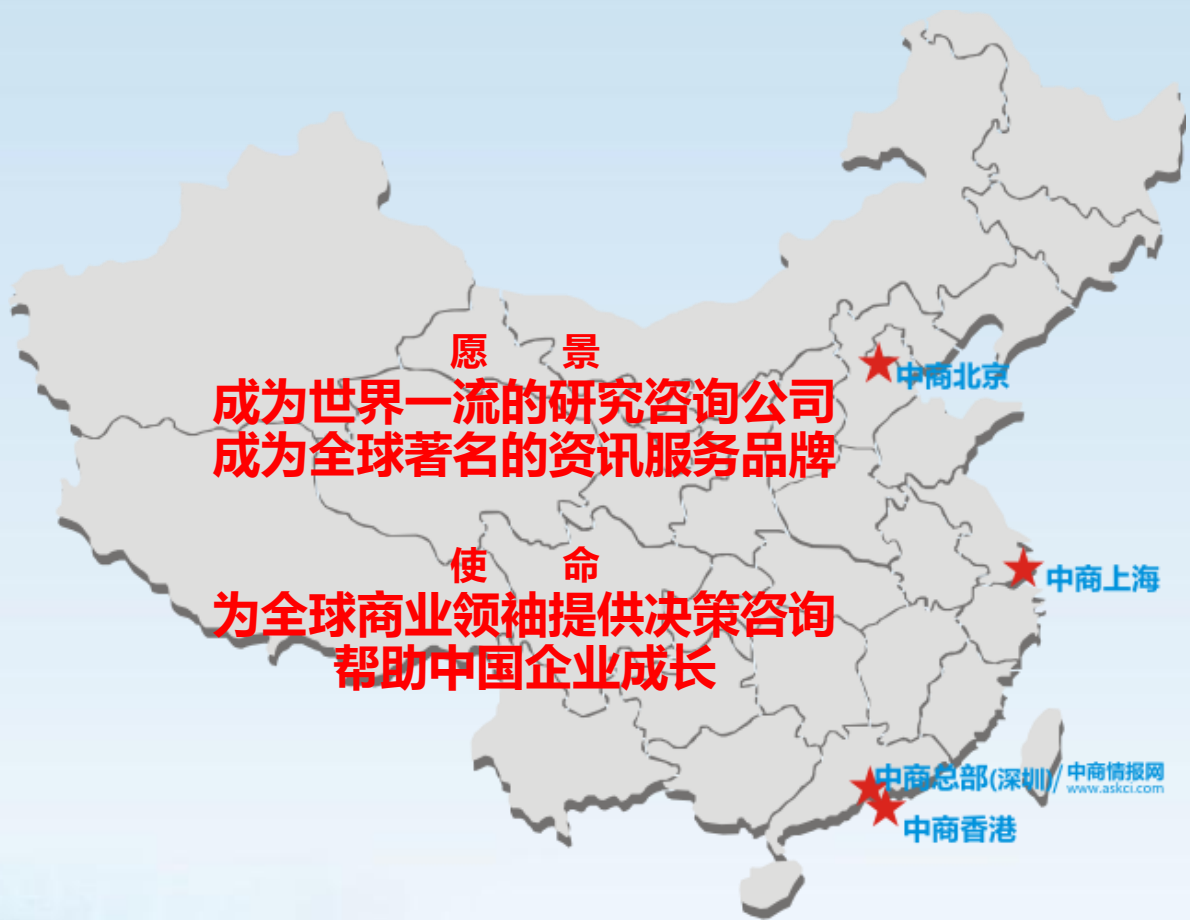 愿 景
成为世界一流的研究咨询公司
成为全球著名的资讯服务品牌
使 命
为全球商业领袖提供决策咨询
帮助中国企业成长
中商北京
中商上海
中商总部(深圳)/中商情报网
www.askci.com
中商香港